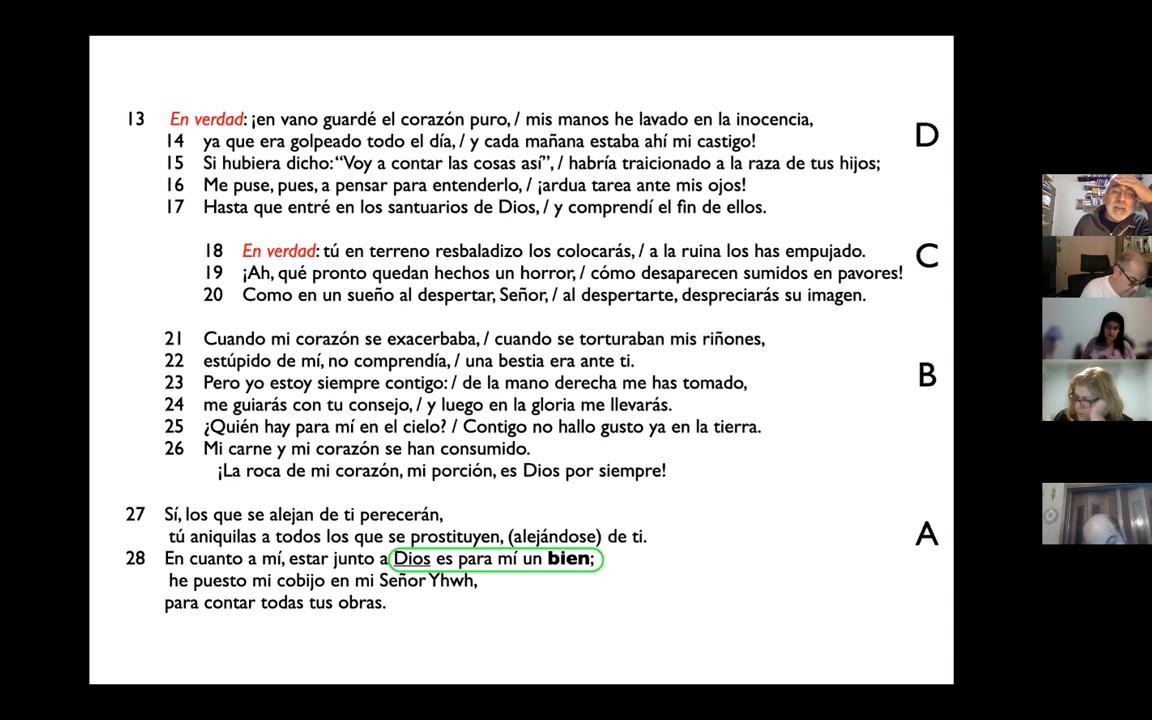 13 En verdad: ¡en vano guardé el corazón puro, / mis manos he lavado en la inocencia,
D
14 ya que era golpeado todo el día, / y cada mañana estaba ahí mi castigo!
15 Si hubiera dicho: “Voy a contar las cosas así”, / habría traicionado a la raza de tus hijos;
16 Me puse, pues, a pensar para entenderlo, / ¡ardua tarea ante mis ojos!
17 Hasta que entré en los santuarios de Dios, / y comprendí el fin de ellos.
18 En verdad: tú en terreno resbaladizo los colocarás, / a la ruina los has empujado.
C
19 ¡Ah, qué pronto quedan hechos un horror, / cómo desaparecen sumidos en pavores!
20 Como en un sueño al despertar, Señor, / al despertarte, despreciarás su imagen.
21 Cuando mi corazón se exacerbaba, / cuando se torturaban mis riñones,
22 estúpido de mí, no comprendía, / una bestia era ante ti.
B
23 Pero yo estoy siempre contigo: / de la mano derecha me has tomado,
24 me guiarás con tu consejo, / y luego en la gloria me llevarás.
25 ¿Quién hay para mí en el cielo? / Contigo no hallo gusto ya en la tierra.
26 Mi carne y mi corazón se han consumido.
¡La roca de mi corazón, mi porción, es Dios por siempre!
27 Sí, los que se alejan de ti perecerán,
A
tú aniquilas a todos los que se prostituyen, (alejándose) de ti.
28 En cuanto a mí, estar junto a Dios es para mí un bien;
he puesto mi cobijo en mi Señor Yhwh,
para contar todas tus obras.